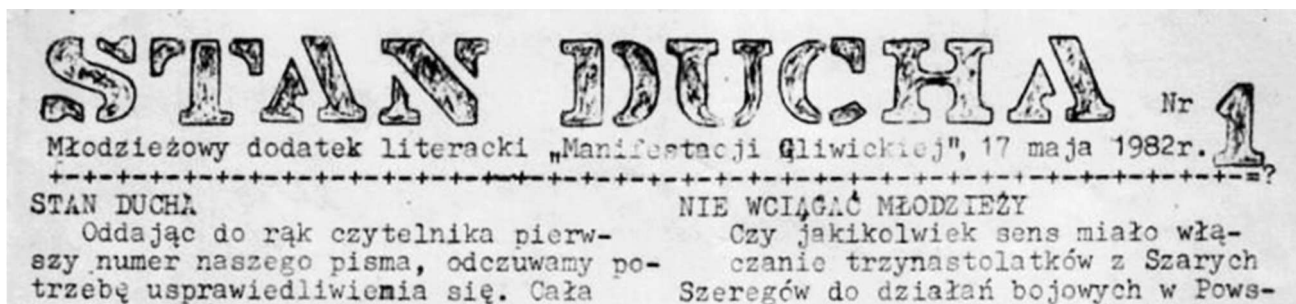 STAN DUCHA Nr 1
Młodzieżowy dodatek literacki „Manifestacji Gliwickiej", 17 maja 1982r.
+-+-+-+-+-+-+-+-+-+-+-+-+-+-+-+-+-+-+-+-+-+-+-+-+-+-+-+-+-+-+-+-+-+-=?
STAN DUCHA
Oddając do rąk czytelnika pierw-
szy numer naszego pisma, odczuwamy po-
trzebę usprawiedliwienia się. Cała
NIE WCIĄGAĆ MŁODZIEŻY
Czy jakikolwiek sens miało włą-
czanie trzynastolatków z Szarych
Szeregów do działań bojowych w Pows-